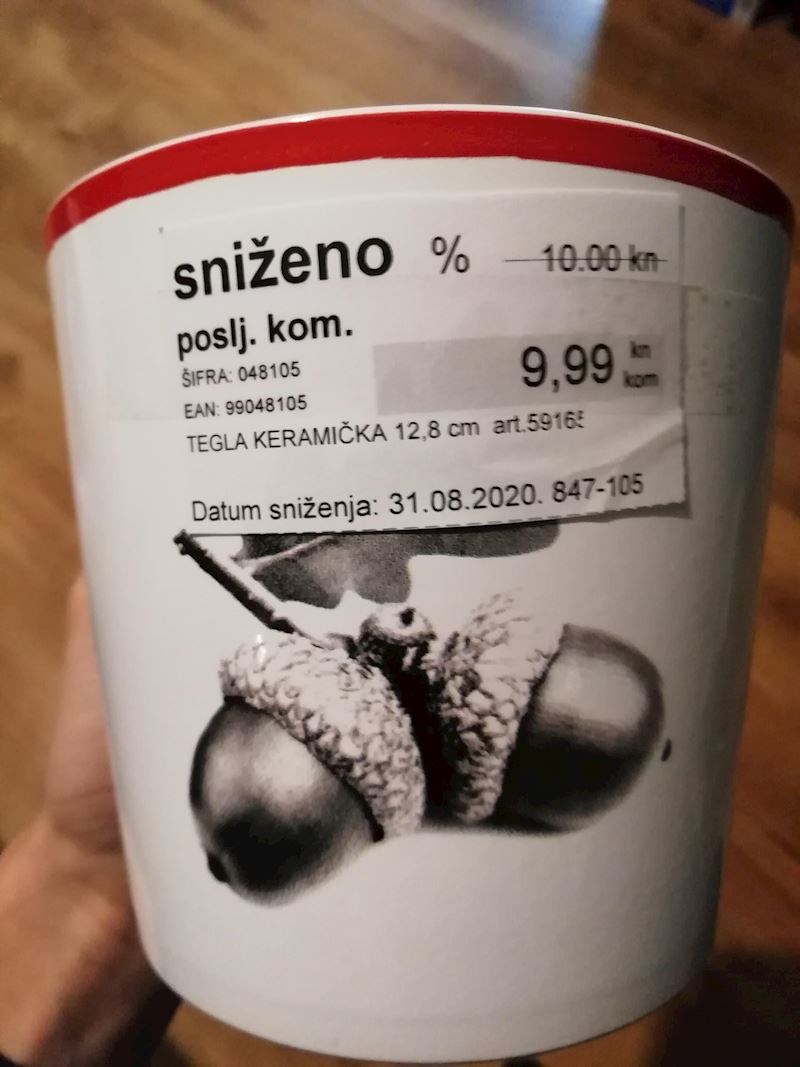 sniženo % 10.00 kn
poslj. kom.
9,99 kn
kom
ŠIFRA: 048105
EAN: 99048105
TEGLA KERAMIČKA 12,8 cm art.59165
Datum sniženja: 31.08.2020. 847-105